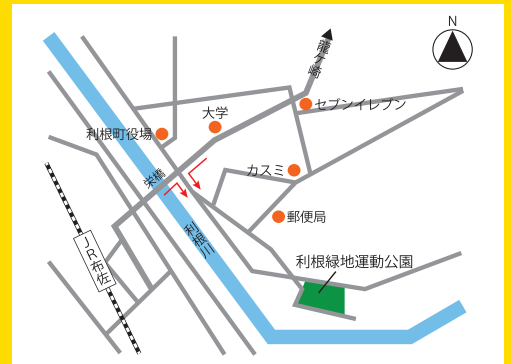 N
龍ケ崎
セブンイレブン
大学
利根町役場
カスミ
栄橋
郵便局
利根川
JR布佐
利根緑地運動公園